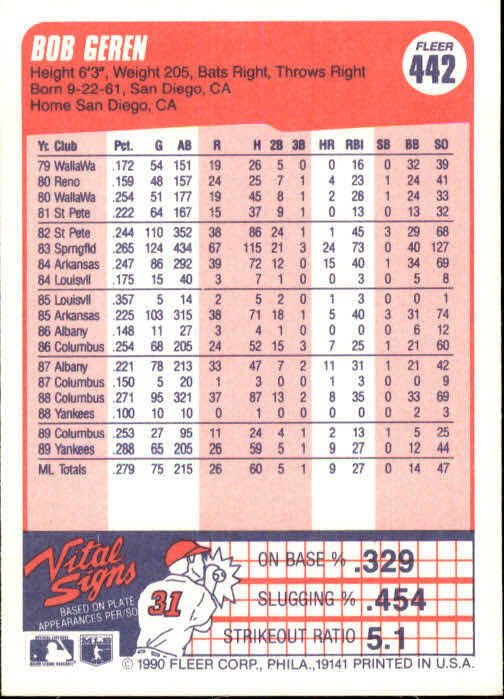 BOB GEREN
FLEER
442
Height 6'3", Weight 205, Bats Right, Throws Right
Born 9-22-61, San Diego, CA
Home San Diego, CA
Yr. Club Pct. G AB R H 2B 3B HR RBI SB BB SO
79 WallaWa .172 54 151 19 26 5 0 0 16 0 32 39
80 Reno .159 48 157 24 25 7 1 4 23 1 24 41
80 WallaWa .254 51 177 19 45 8 1 2 26 1 24 33
81 St Pete .222 64 167 15 37 9 1 0 13 0 13 32
82 St Pete .244 110 352 38 86 24 1 1 45 3 29 68
83 Sprngfld .265 124 434 67 115 21 3 24 73 0 40 127
84 Arkansas .247 86 292 39 72 12 0 15 40 1 34 69
84 Louisvll .175 15 40 3 7 1 0 0 3 0 5 8
85 Louisvll .357 5 14 2 5 2 0 1 3 0 0 1
85 Arkansas .225 103 315 38 71 18 1 5 40 3 31 74
86 Albany .148 11 27 3 4 1 0 0 0 0 6 12
86 Columbus .254 68 205 24 52 15 3 7 25 1 21 60
87 Albany .221 78 213 33 47 7 2 11 31 1 21 42
87 Columbus .150 5 20 1 3 0 0 1 3 0 0 9
88 Columbus .271 95 321 37 87 13 2 8 35 0 33 69
88 Yankees .100 10 10 0 1 0 0 0 0 0 2 3
89 Columbus .253 27 95 11 24 4 1 2 13 1 5 25
89 Yankees .288 65 205 26 59 5 1 9 27 0 12 44
ML Totals .279 75 215 26 60 5 1 9 27 0 14 47
Vital
Signs
BASED ON PLATE
APPEARANCES PER/SO
31
ON BASE % .329
SLUGGING % .454
STRIKEOUT RATIO 5.1
© 1990 FLEER CORP., PHILA., 19141 PRINTED IN U.S.A.